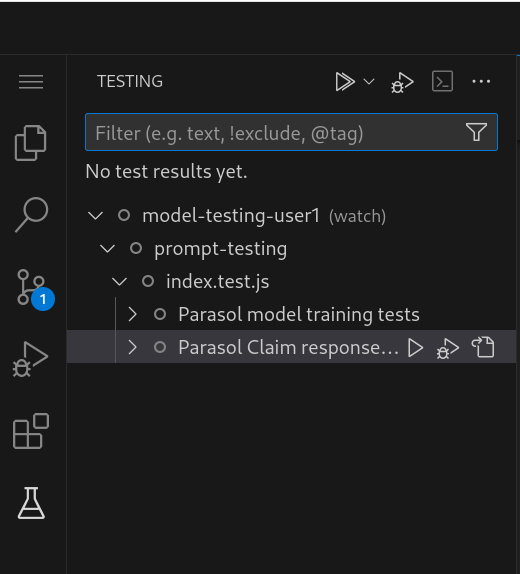 TESTING
Filter (e.g. text, !exclude, @tag)
No test results yet.
model-testing-user1 (watch)
prompt-testing
index.test.js
1
Parasol model training tests
Parasol Claim response...